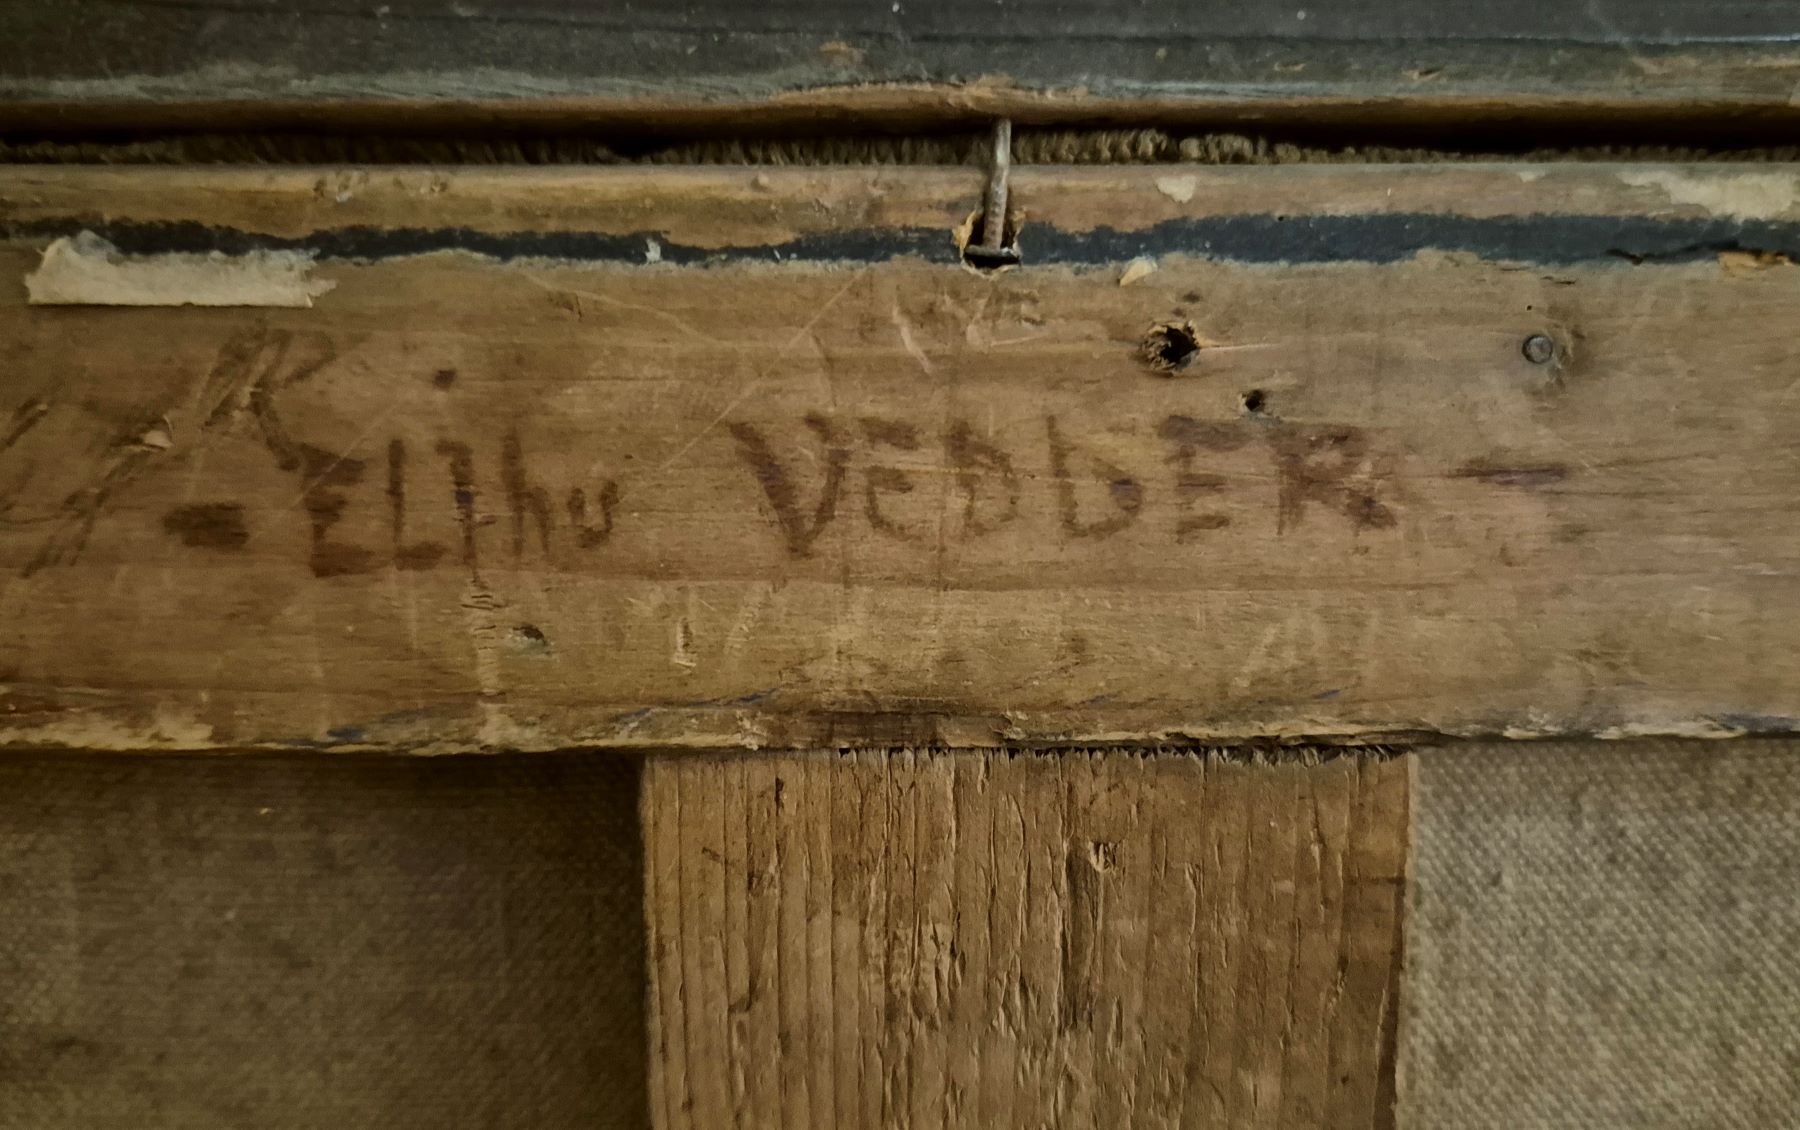 - ELihu VEDDER -